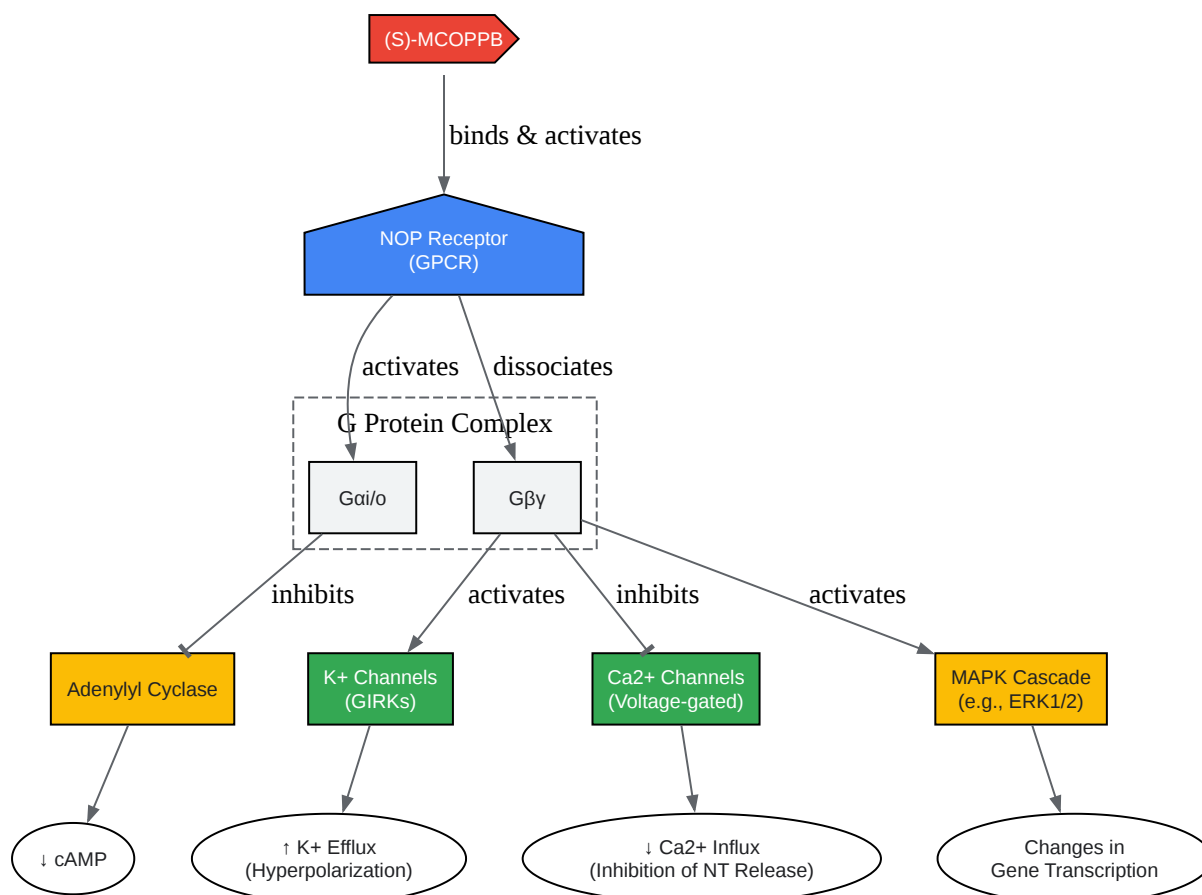 (S)-MCOPPB
binds & activates
NOP Receptor
(GPCR)
activates
dissociates
G Protein Complex
Gαi/o
Gβγ
inhibits
activates
inhibits
activates
Adenylyl Cyclase
K+ Channels
(GIRKs)
Ca2+ Channels
(Voltage-gated)
MAPK Cascade
(e.g., ERK1/2)
↓ cAMP
↑ K+ Efflux
(Hyperpolarization)
↓ Ca2+ Influx
(Inhibition of NT Release)
Changes in
Gene Transcription